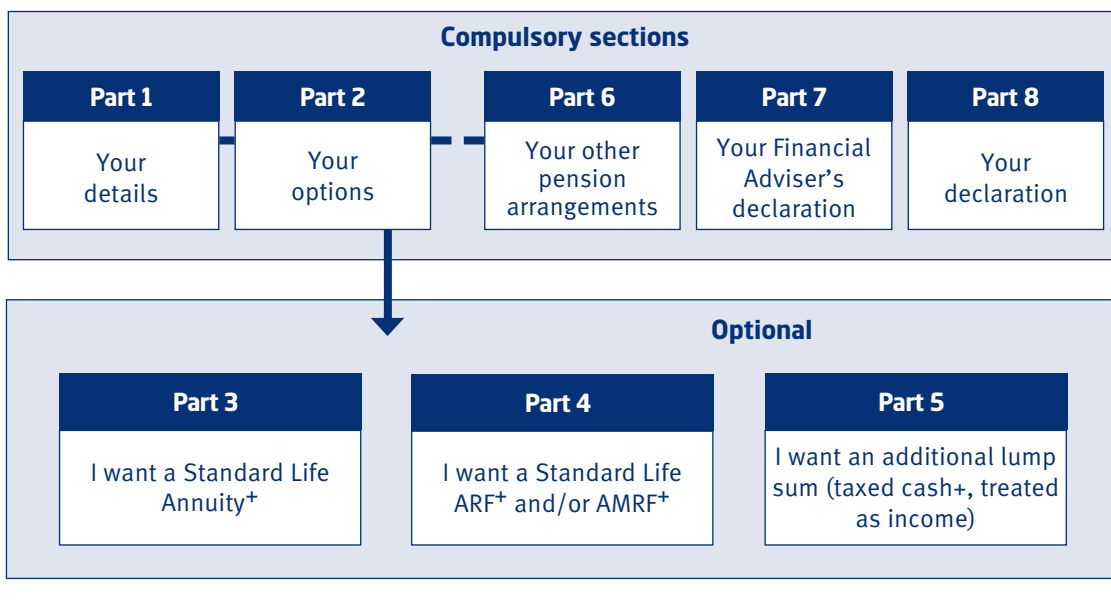 Compulsory sections
Part 1
Your
details
Part 2
Your
options
Part 6
Your other
pension
arrangements
Part 7
Your Financial
Adviser’s
declaration
Part 8
Your
declaration
Optional
Part 3
I want a Standard Life
Annuity+
Part 4
I want a Standard Life
ARF+ and/or AMRF+
Part 5
I want an additional lump
sum (taxed cash+, treated
as income)